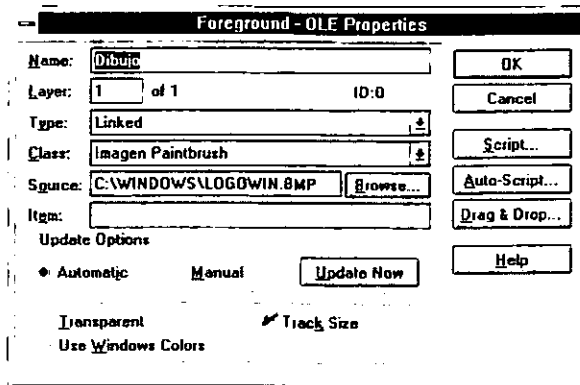 Foreground - OLE Properties
Name: Dibujo
OK
Layer: 1 of 1 ID:0
Cancel
Type: Linked
Class: Imagen Paintbrush
Script...
Source: C:\WINDOWS\LOGOWIN.BMP Browse...
Auto-Script...
Item:
Drag & Drop...
Update Options
Help
Automatic Manual Update Now
Transparent Track Size
Use Windows Colors